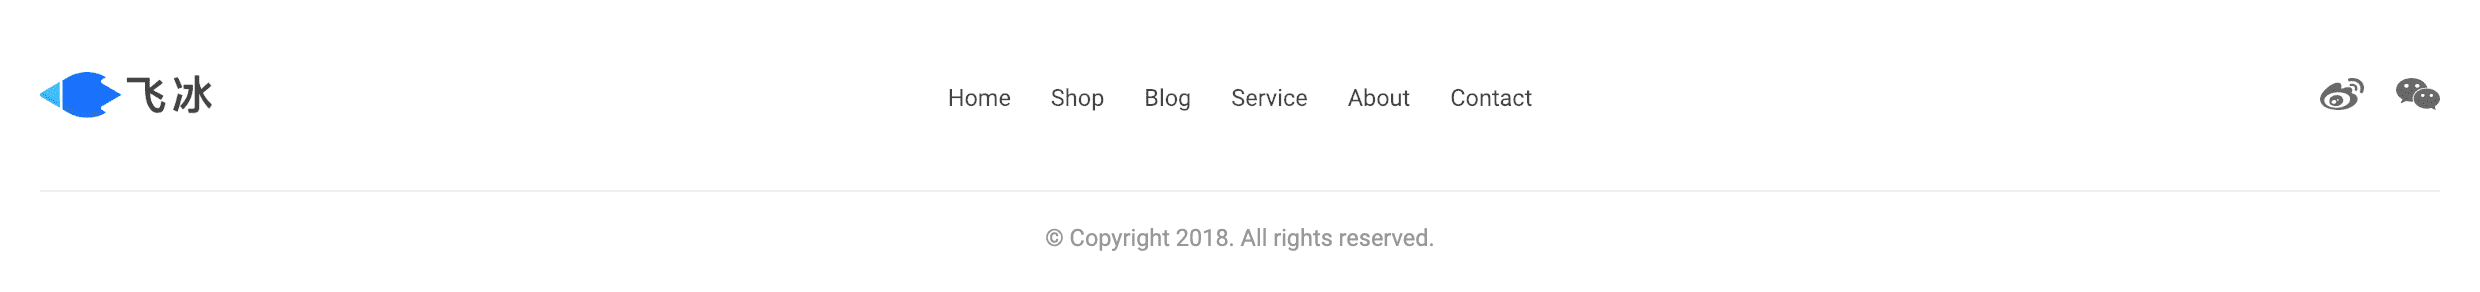 飞冰
Home Shop Blog Service About Contact
© Copyright 2018. All rights reserved.